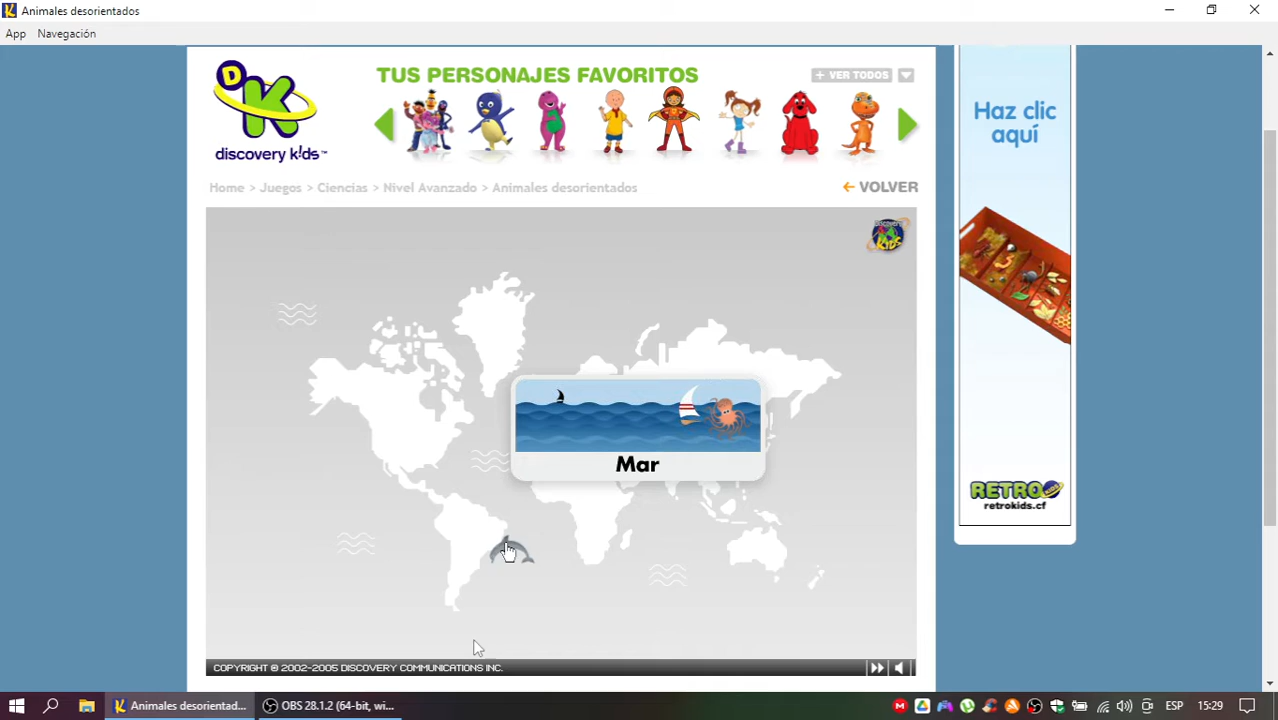 Animales desorientados
App Navegación
D K
discovery k!ds™
TUS PERSONAJES FAVORITOS
+ VER TODOS
Home > Juegos > Ciencias > Nivel Avanzado > Animales desorientados
VOLVER
Haz clic
aquí
Discovery
KIDS
Mar
RETRO
retrokids.cf
COPYRIGHT © 2002-2005 DISCOVERY COMMUNICATIONS INC.
Animales desorientad...
OBS 28.1.2 (64-bit, wi...
ESP
15:29